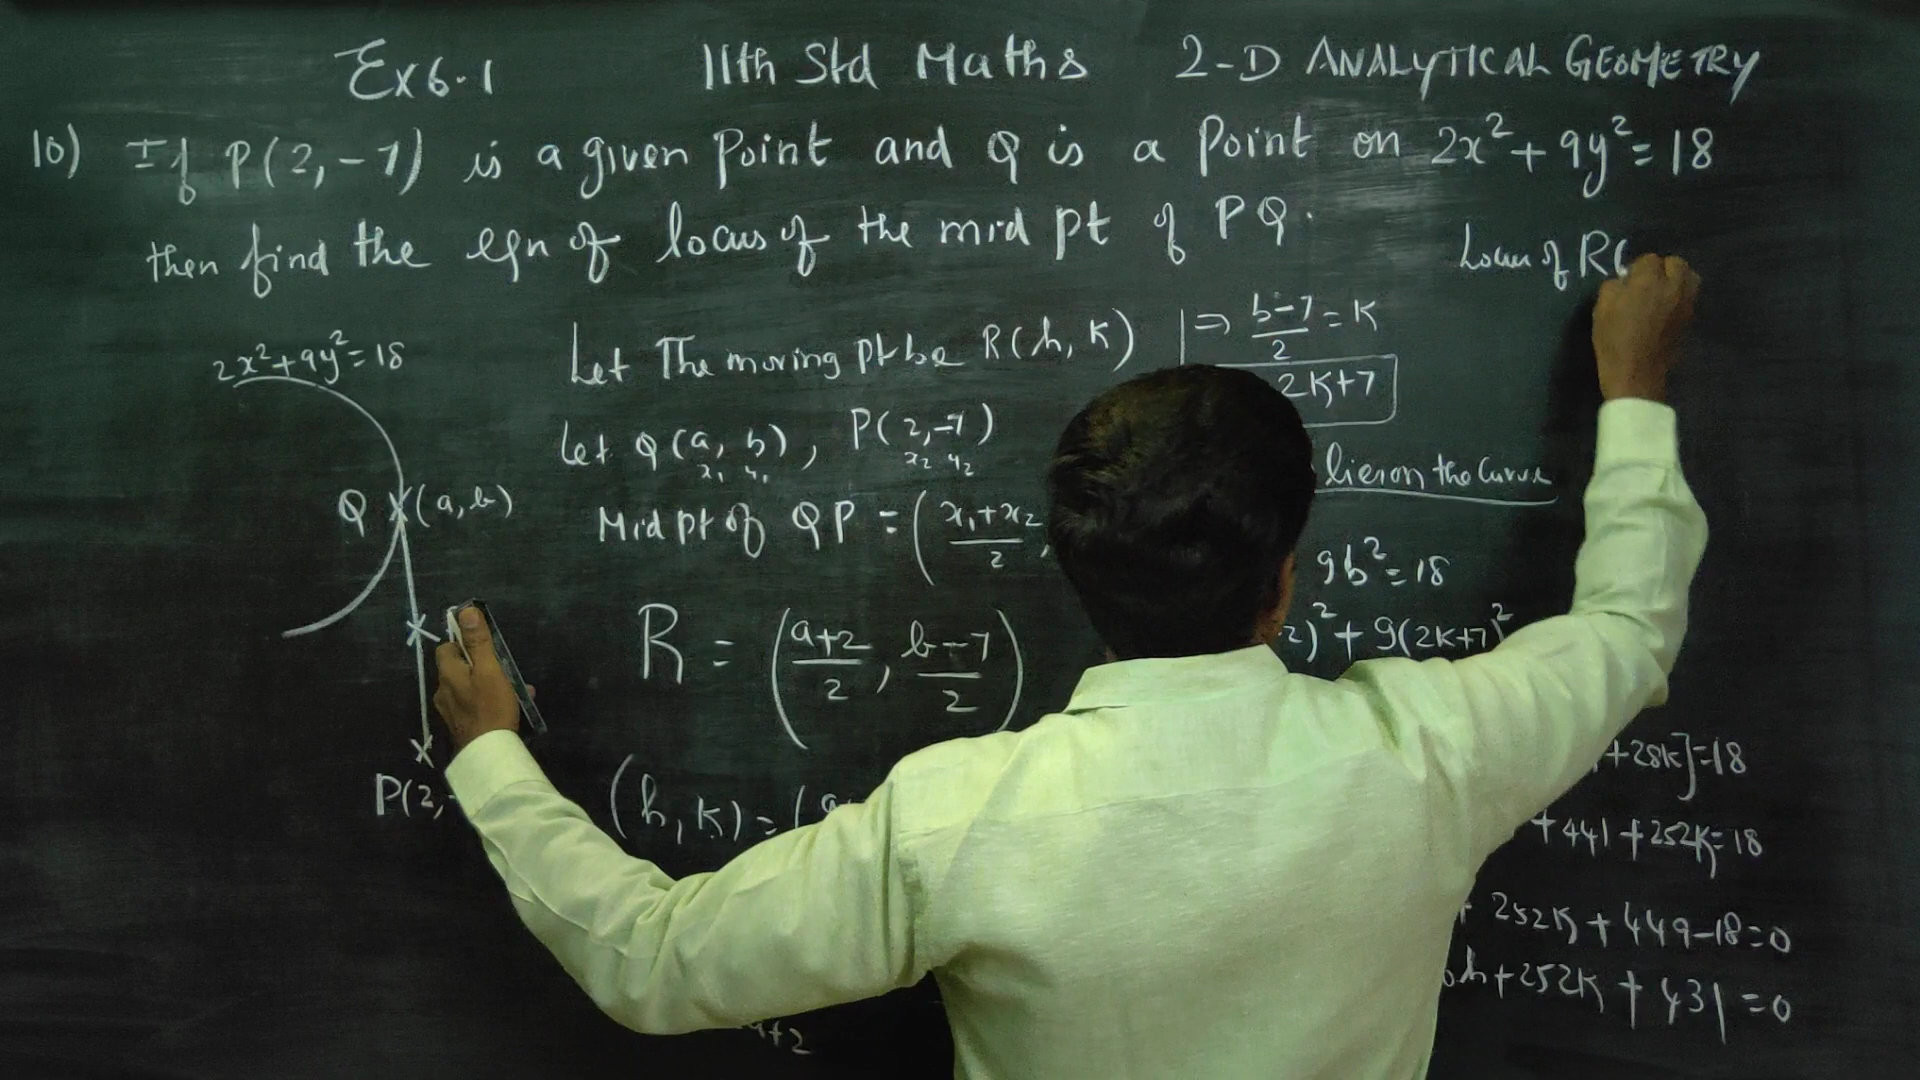 Ex 6.1 11th Std Maths 2-D ANALYTICAL GEOMETRY
10) If P(2,-7) is a given point and Q is a point on 2x²+9y²=18
then find the eqn of locus of the mid pt of PQ.
2x²+9y²=18
Q (a, b)
P(2,
Let The moving pt be R(h, k)
Let Q(a, b), P(2,-7)
x₁ y₁ x₂ y₂
Mid pt of QP = (x₁+x₂/2,
R = (a+2/2, b-7/2)
(h, k) = (a
+2
⇒ b-7/2 = k
2k+7
lies on the Curve
9b²=18
2)²+9(2k+7)²
+28k]=18
+441+252k=18
252k+449-18=0
h+252k+431=0
Locus of R(